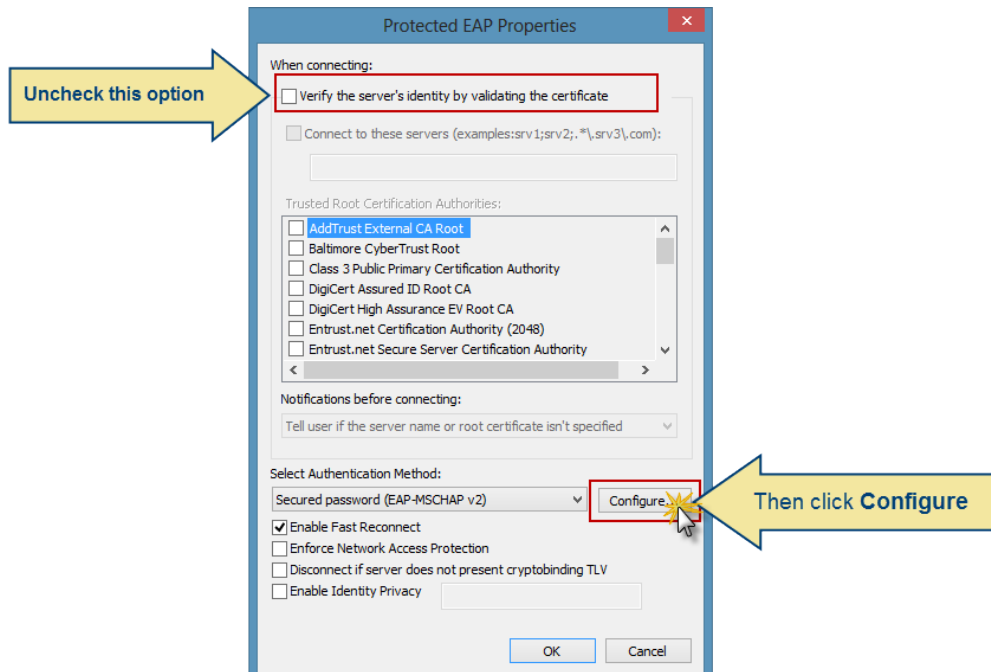 Protected EAP Properties
When connecting:
Uncheck this option
Verify the server's identity by validating the certificate
Connect to these servers (examples:srv1;srv2;.*\.srv3\.com):
Trusted Root Certification Authorities:
AddTrust External CA Root
Baltimore CyberTrust Root
Class 3 Public Primary Certification Authority
DigiCert Assured ID Root CA
DigiCert High Assurance EV Root CA
Entrust.net Certification Authority (2048)
Entrust.net Secure Server Certification Authority
Notifications before connecting:
Tell user if the server name or root certificate isn't specified
Select Authentication Method:
Secured password (EAP-MSCHAP v2)
Configure...
Then click Configure
Enable Fast Reconnect
Enforce Network Access Protection
Disconnect if server does not present cryptobinding TLV
Enable Identity Privacy
OK
Cancel